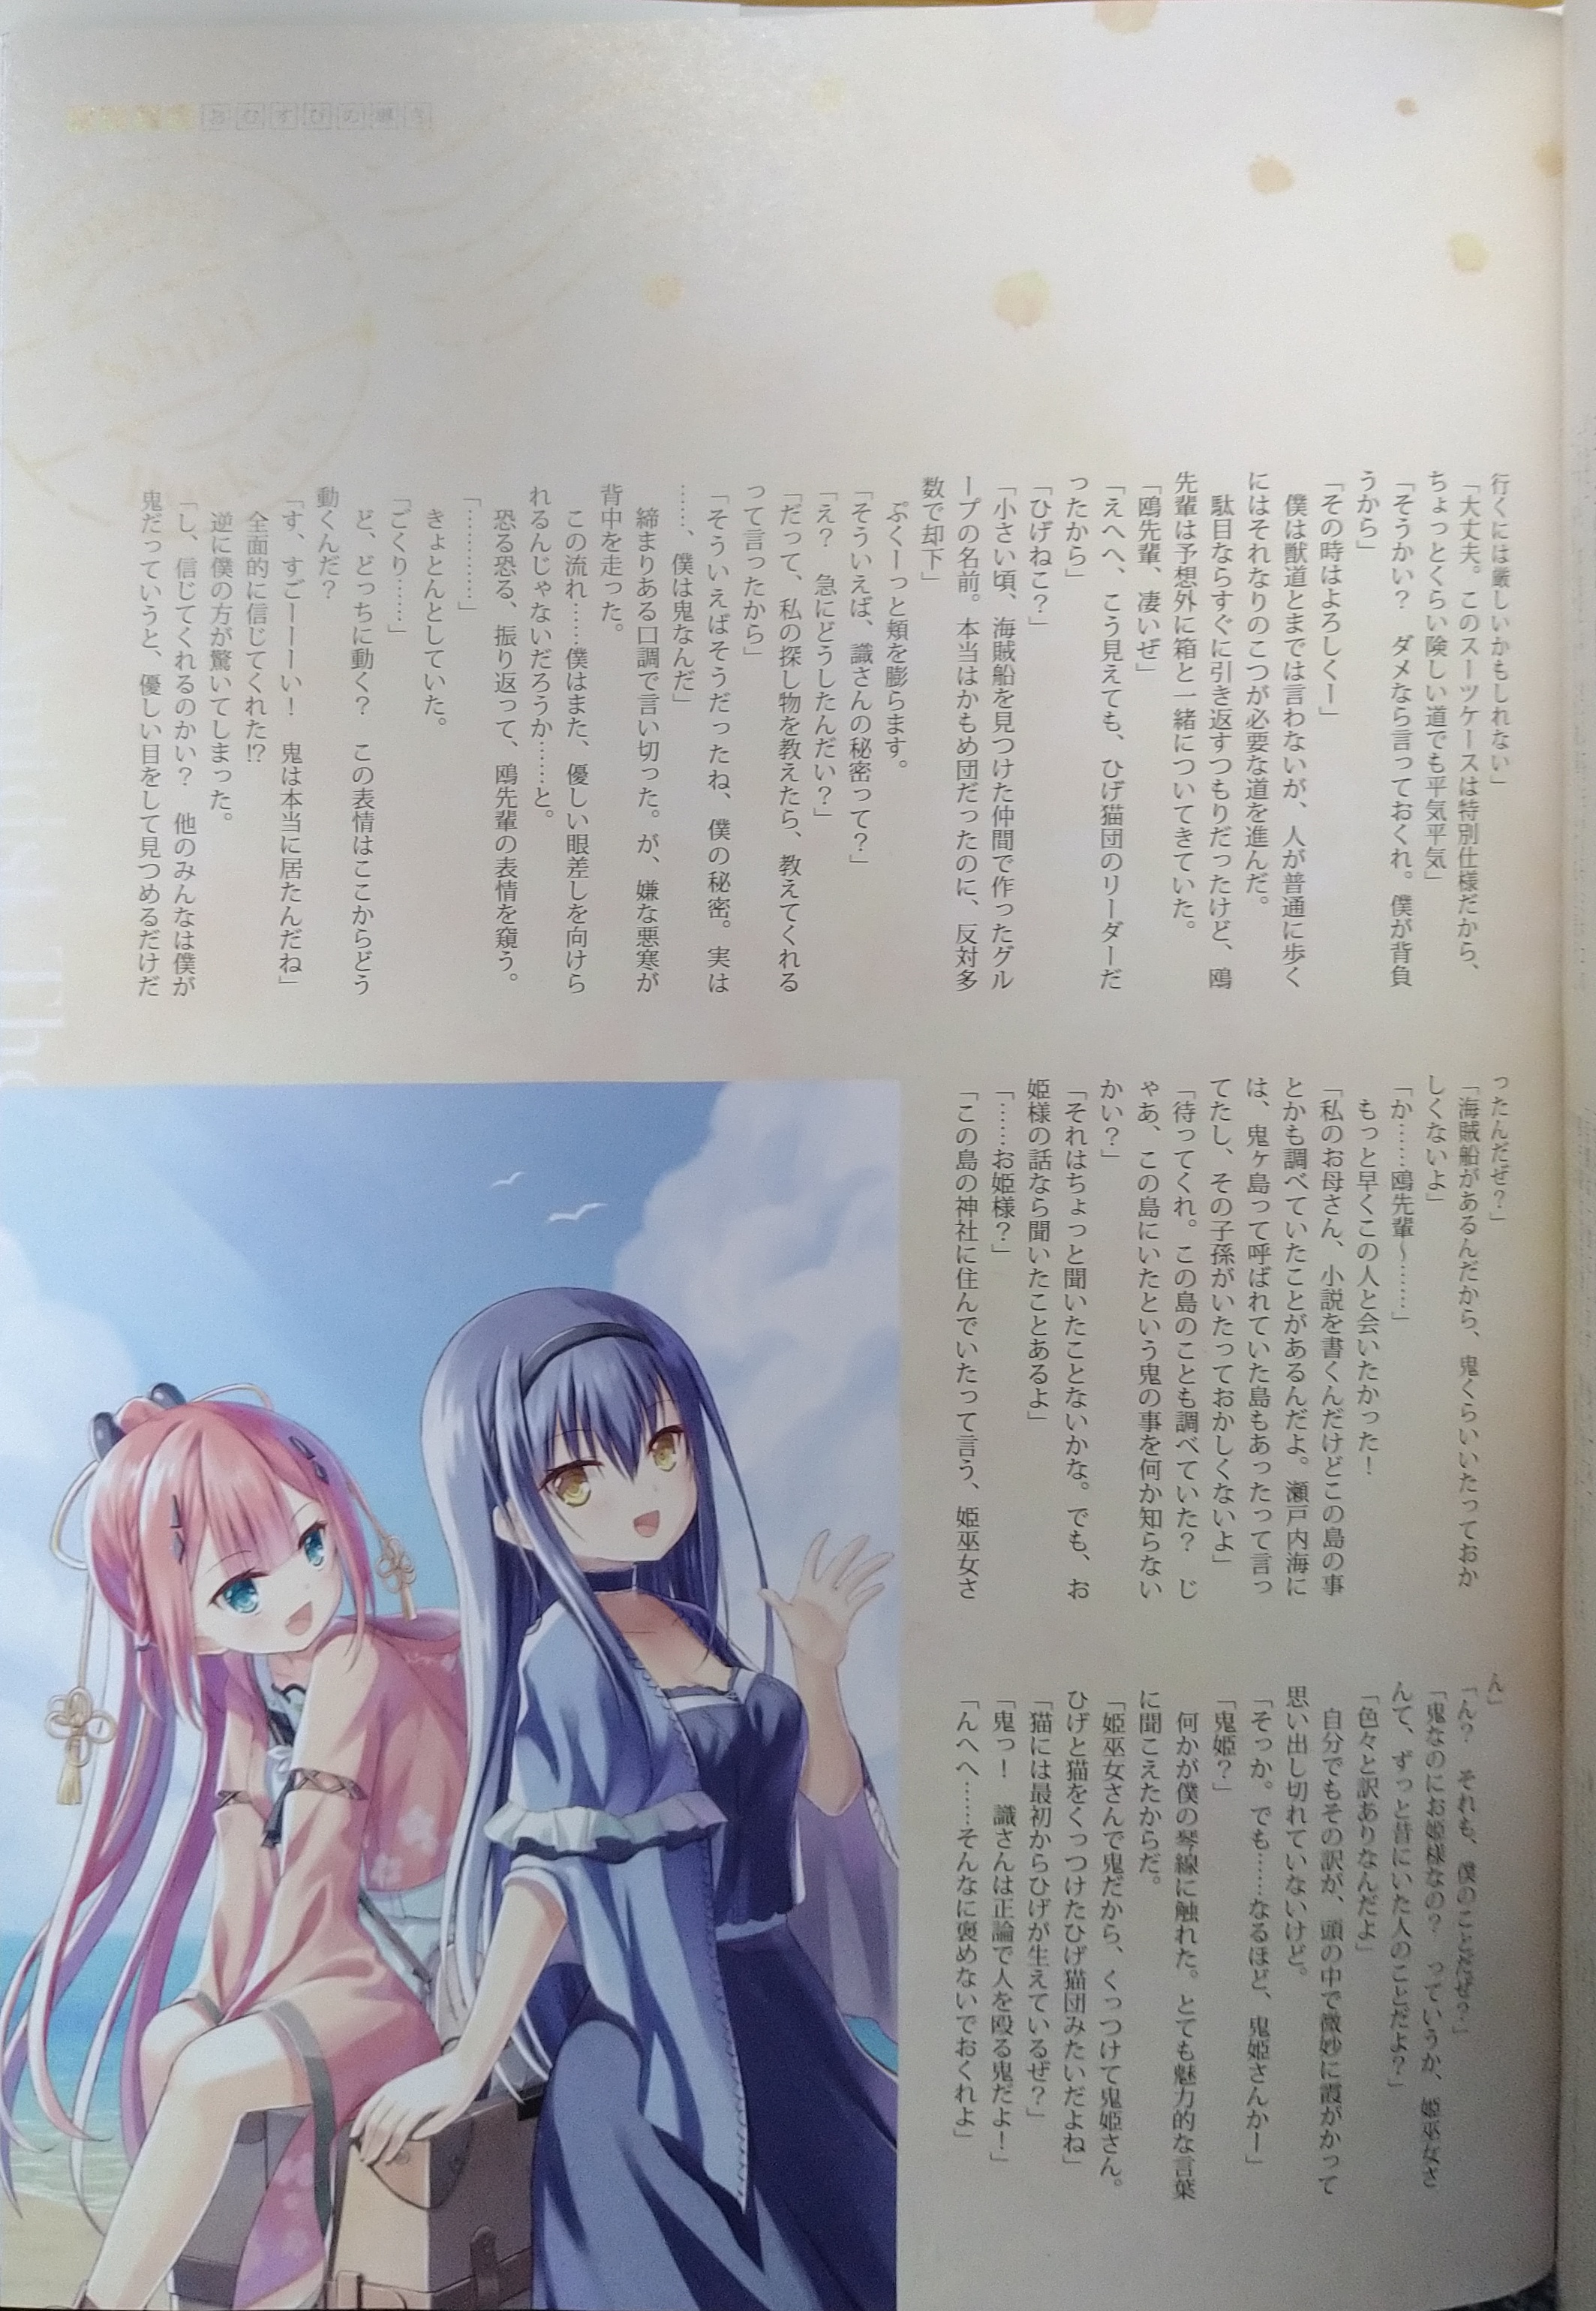 行くには厳しいかもしれない」
「大丈夫。このスーツケースは特別仕様だから、
ちょっとくらい険しい道でも平気平気」
「そうかい？　ダメなら言っておくれ。僕が背負
うから」
「その時はよろしくー」
　僕は獣道とまでは言わないが、人が普通に歩く
にはそれなりのこつが必要な道を進んだ。
　駄目ならすぐに引き返すつもりだったけど、鴎
先輩は予想外に箱と一緒についてきていた。
「鴎先輩、凄いぜ」
「えへへ、こう見えても、ひげ猫団のリーダーだ
ったから」
「ひげねこ？」
「小さい頃、海賊船を見つけた仲間で作ったグル
ープの名前。本当はかもめ団だったのに、反対多
数で却下」
　ぷくーっと頬を膨らます。
「そういえば、識さんの秘密って？」
「え？　急にどうしたんだい？」
「だって、私の探し物を教えたら、教えてくれる
って言ったから」
「そういえばそうだったね、僕の秘密。実は
……、僕は鬼なんだ」
　締まりある口調で言い切った。が、嫌な悪寒が
背中を走った。
　この流れ……僕はまた、優しい眼差しを向けら
れるんじゃないだろうか……と。
　恐る恐る、振り返って、鴎先輩の表情を窺う。
「…………」
　きょとんとしていた。
「ごくり……」
　ど、どっちに動く？　この表情はここからどう
動くんだ？
「す、すごーーーい！　鬼は本当に居たんだね」
　全面的に信じてくれた!?
　逆に僕の方が驚いてしまった。
「し、信じてくれるのかい？　他のみんなは僕が
鬼だっていうと、優しい目をして見つめるだけだ
ったんだぜ？」
「海賊船があるんだから、鬼くらいいたっておか
しくないよ」
「か……鴎先輩～……」
　もっと早くこの人と会いたかった！
「私のお母さん、小説を書くんだけどこの島の事
とかも調べていたことがあるんだよ。瀬戸内海に
は、鬼ヶ島って呼ばれていた島もあったって言っ
てたし、その子孫がいたっておかしくないよ」
「待ってくれ。この島のことも調べていた？　じ
ゃあ、この島にいたという鬼の事を何か知らない
かい？」
「それはちょっと聞いたことないかな。でも、お
姫様の話なら聞いたことあるよ」
「……お姫様？」
「この島の神社に住んでいたって言う、姫巫女さ
ん」
「ん？　それも、僕のことだぜ？」
「鬼なのにお姫様なの？　っていうか、姫巫女さ
んて、ずっと昔にいた人のことだよ？」
「色々と訳ありなんだよ」
　自分でもその訳が、頭の中で微妙に霞がかって
思い出し切れていないけど。
「そっか。でも……なるほど、鬼姫さんかー」
「鬼姫？」
　何かが僕の琴線に触れた。とても魅力的な言葉
に聞こえたからだ。
「姫巫女さんで鬼だから、くっつけて鬼姫さん。
ひげと猫をくっつけたひげ猫団みたいだよね」
「猫には最初からひげが生えているぜ？」
「鬼っ！　識さんは正論で人を殴る鬼だよ！」
「んへへ……そんなに褒めないでおくれよ」